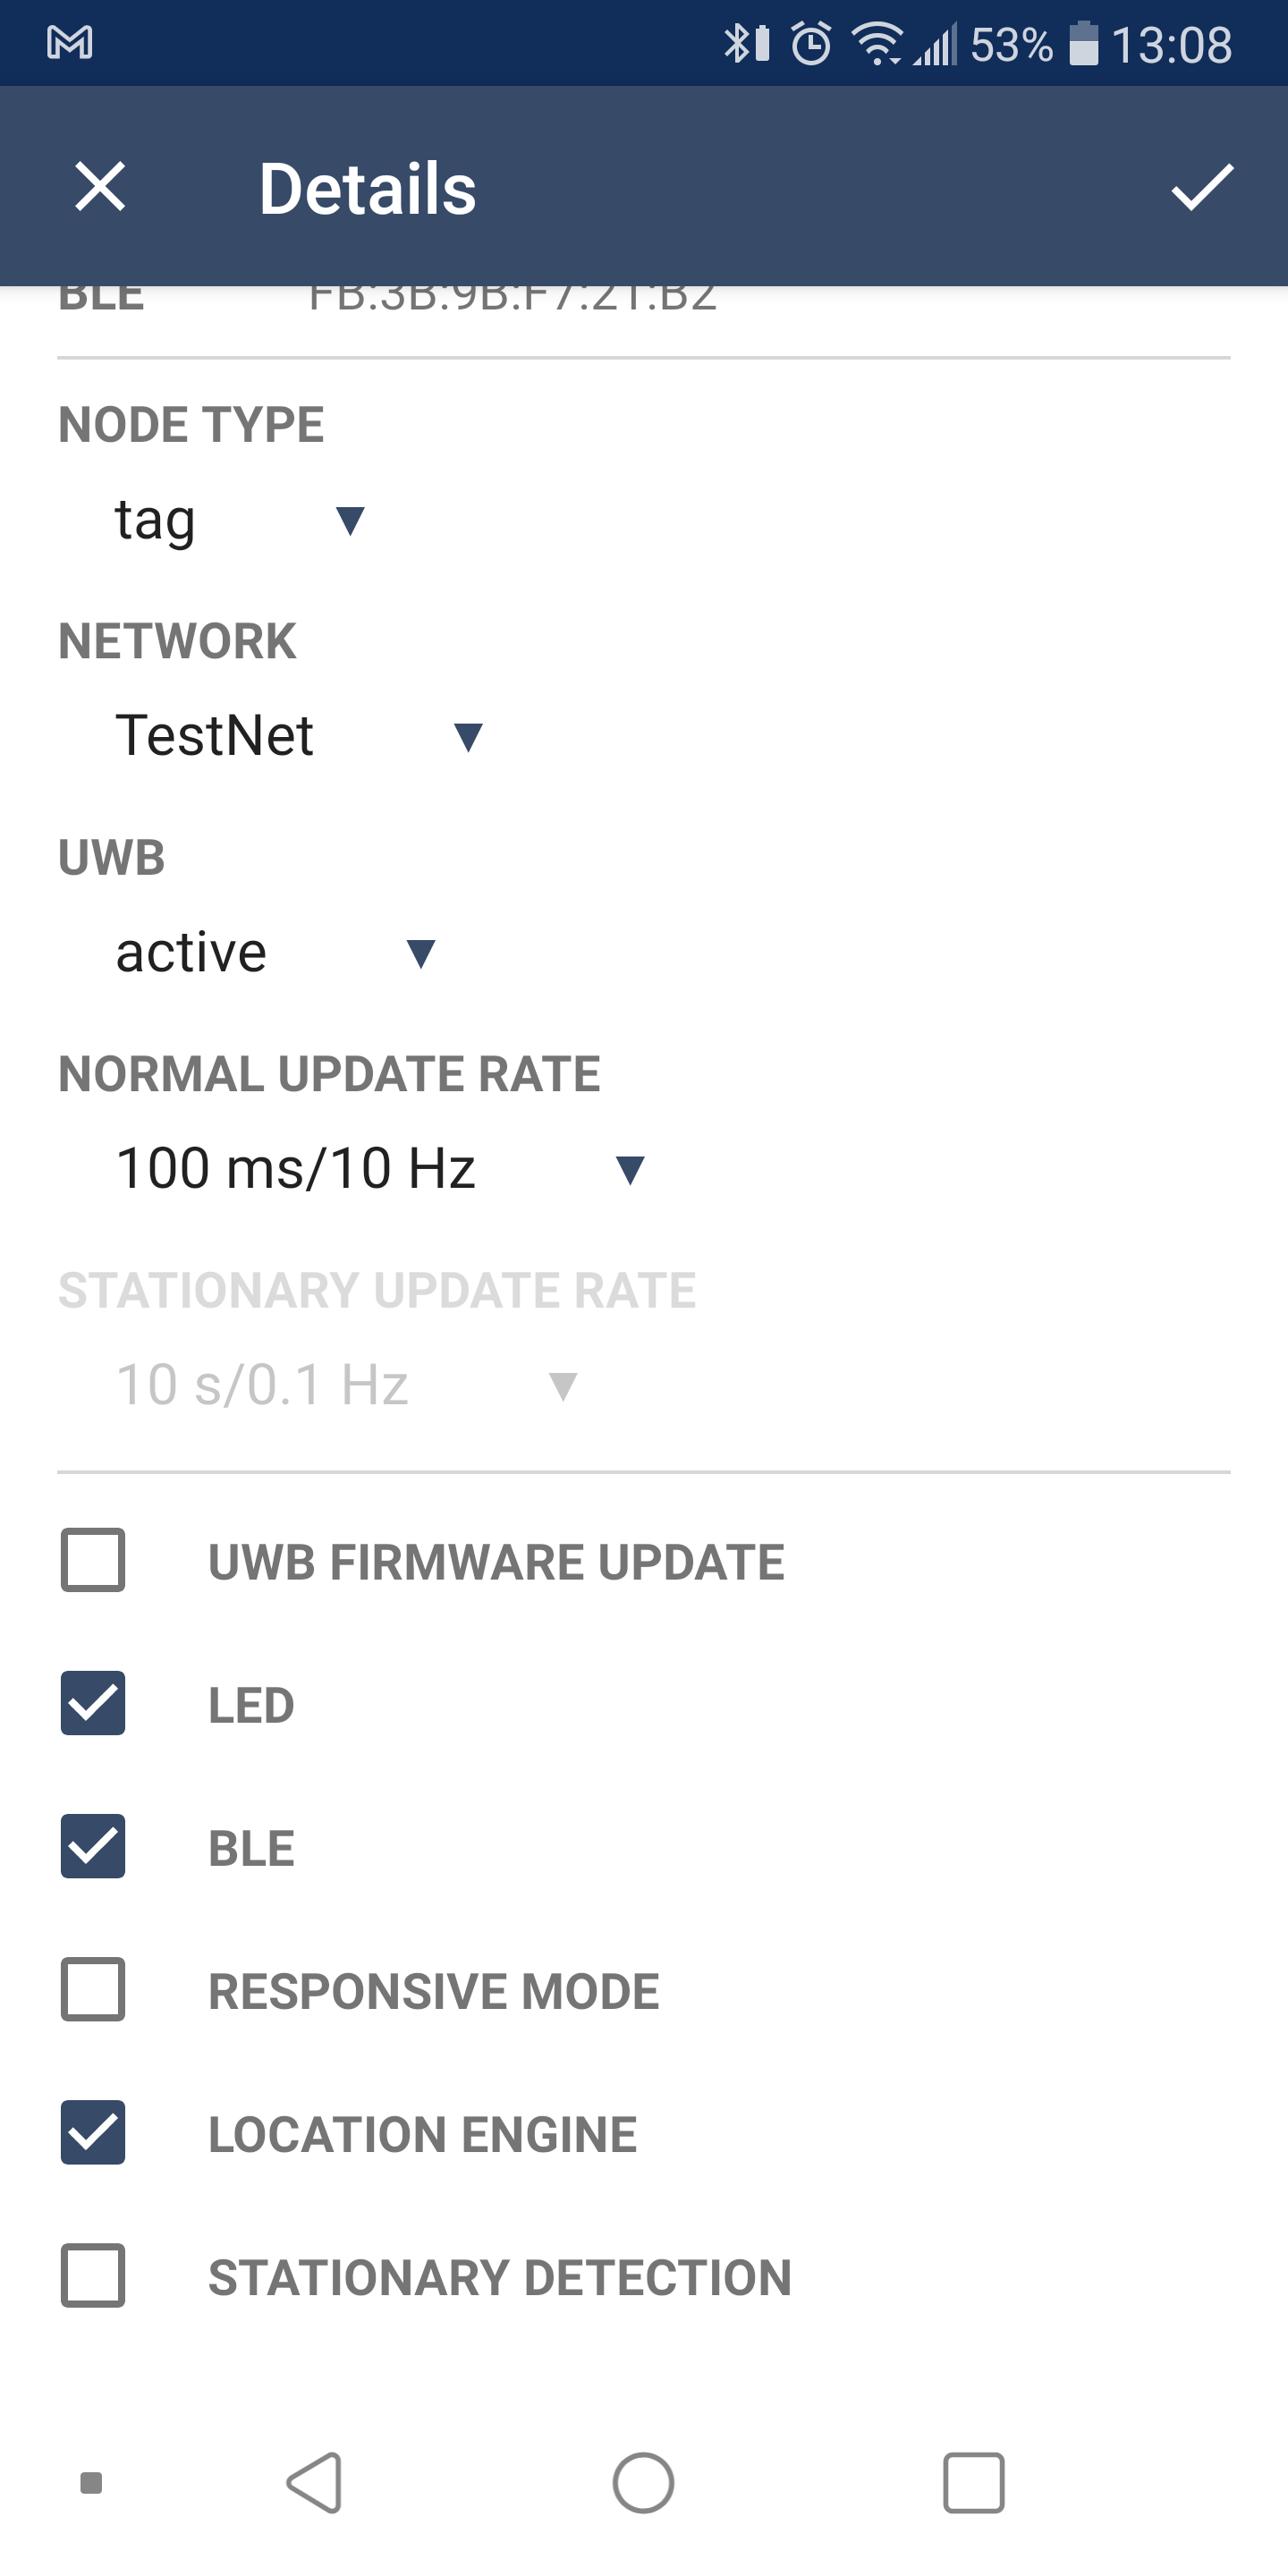 53% 13:08
Details
BLE FB:3B:9B:F7:21:B2
NODE TYPE
tag
NETWORK
TestNet
UWB
active
NORMAL UPDATE RATE
100 ms/10 Hz
STATIONARY UPDATE RATE
10 s/0.1 Hz
UWB FIRMWARE UPDATE
LED
BLE
RESPONSIVE MODE
LOCATION ENGINE
STATIONARY DETECTION